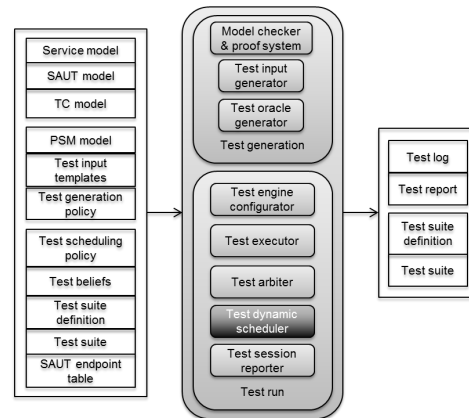 Service model
SAUT model
TC model
PSM model
Test input
templates
Test generation
policy
Test scheduling
policy
Test beliefs
Test suite
definition
Test suite
SAUT endpoint
table
Model checker
& proof system
Test input
generator
Test oracle
generator
Test generation
Test engine
configurator
Test executor
Test arbiter
Test dynamic
scheduler
Test session
reporter
Test run
Test log
Test report
Test suite
definition
Test suite